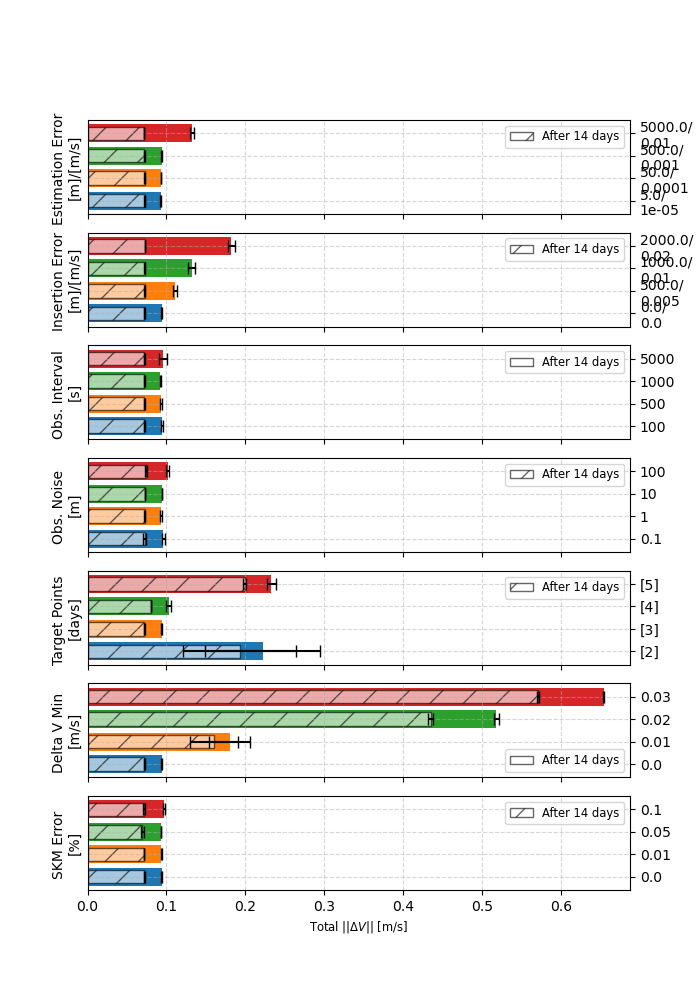 Estimation Error
[m]/[m/s]
After 14 days
5000.0/
0.01
500.0/
0.001
50.0/
0.0001
5.0/
1e-05
Insertion Error
[m]/[m/s]
After 14 days
2000.0/
0.02
1000.0/
0.01
500.0/
0.005
0.0/
0.0
Obs. Interval
[s]
After 14 days
5000
1000
500
100
Obs. Noise
[m]
After 14 days
100
10
1
0.1
Target Points
[days]
After 14 days
[5]
[4]
[3]
[2]
Delta V Min
[m/s]
After 14 days
0.03
0.02
0.01
0.0
SKM Error
[%]
After 14 days
0.1
0.05
0.01
0.0
0.0 0.1 0.2 0.3 0.4 0.5 0.6
Total ||ΔV|| [m/s]